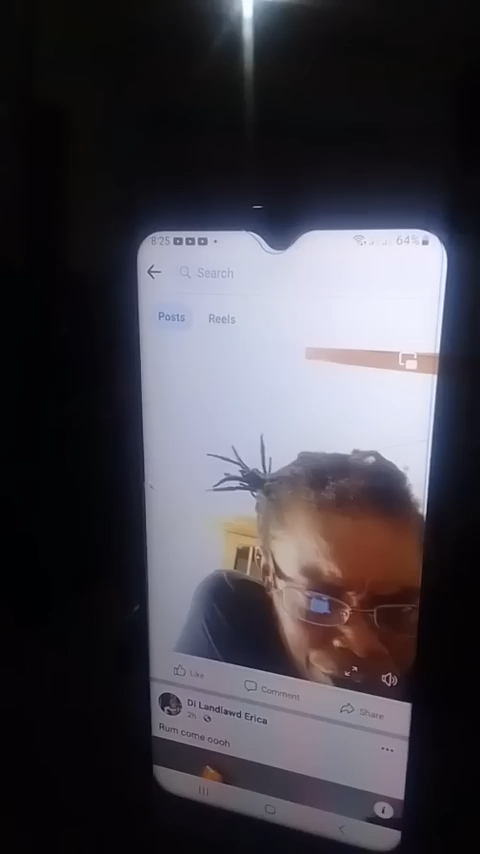 8:25
64%
Search
Posts Reels
Like Comment Share
Di Landlawd Erica
2h
Rum come oooh